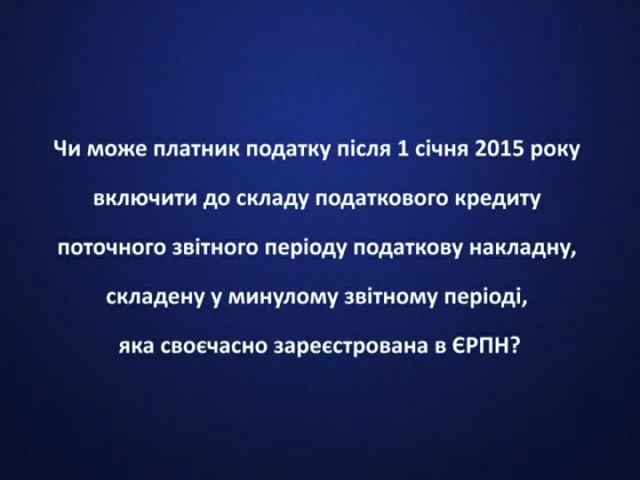 Чи може платник податку після 1 січня 2015 року
включити до складу податкового кредиту
поточного звітного періоду податкову накладну,
складену у минулому звітному періоді,
яка своєчасно зареєстрована в ЄРПН?